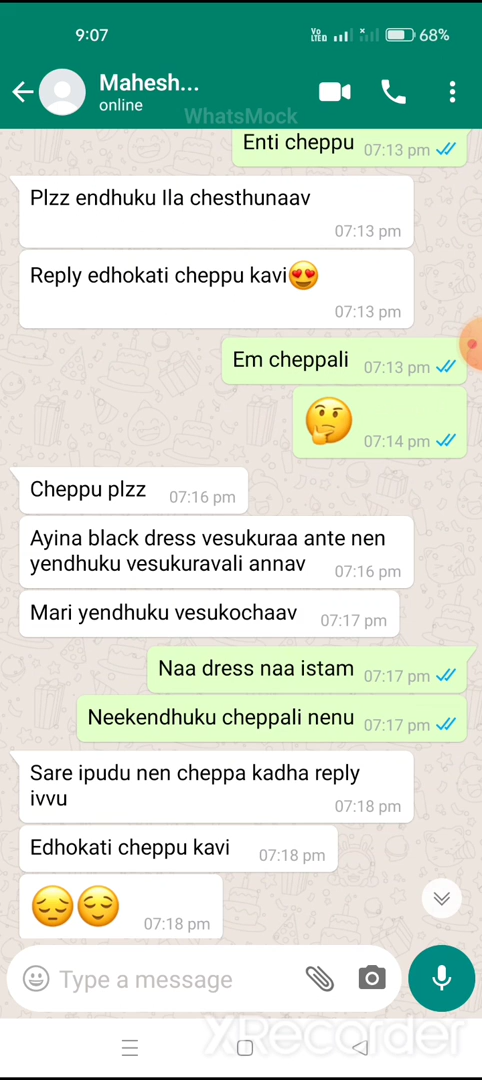 9:07
Vo LTED
68%
Mahesh...
online
WhatsMock
Enti cheppu 07:13 pm
Plzz endhuku Ila chesthunaav
07:13 pm
Reply edhokati cheppu kavi😍
07:13 pm
Em cheppali 07:13 pm
🤔 07:14 pm
Cheppu plzz 07:16 pm
Ayina black dress vesukuraa ante nen
yendhuku vesukuravali annav 07:16 pm
Mari yendhuku vesukochaav 07:17 pm
Naa dress naa istam 07:17 pm
Neekendhuku cheppali nenu 07:17 pm
Sare ipudu nen cheppa kadha reply
ivvu 07:18 pm
Edhokati cheppu kavi 07:18 pm
😔😌 07:18 pm
Type a message
XRecorder